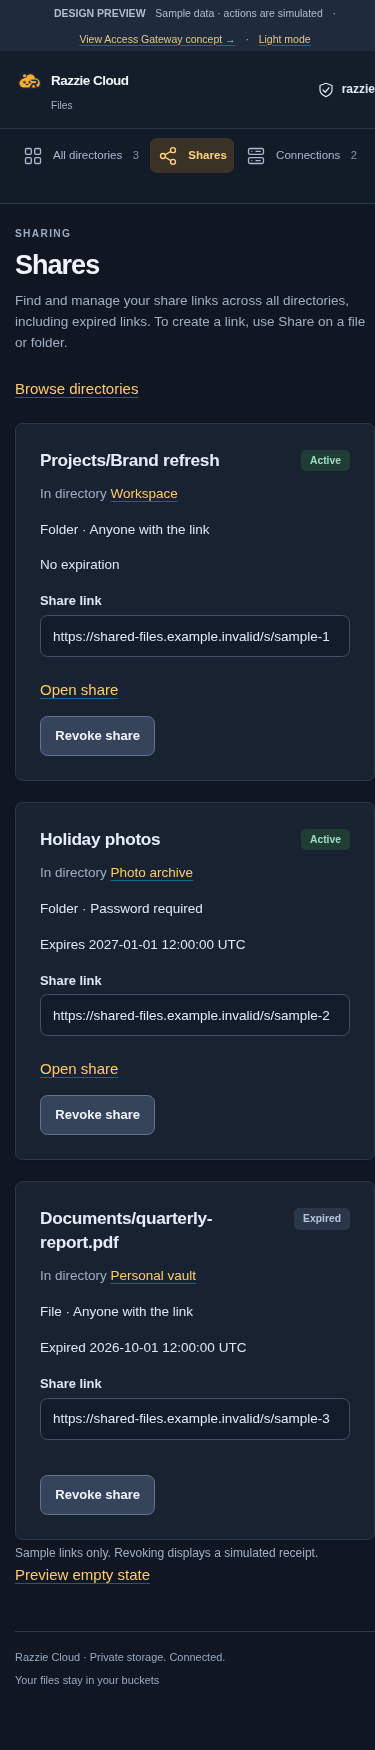 DESIGN PREVIEW Sample data · actions are simulated ·
View Access Gateway concept → · Light mode
Razzie Cloud
Files
razzie
All directories 3
Shares
Connections 2
SHARING
Shares
Find and manage your share links across all directories,
including expired links. To create a link, use Share on a file
or folder.
Browse directories
Projects/Brand refresh
Active
In directory Workspace
Folder · Anyone with the link
No expiration
Share link
https://shared-files.example.invalid/s/sample-1
Open share
Revoke share
Holiday photos
Active
In directory Photo archive
Folder · Password required
Expires 2027-01-01 12:00:00 UTC
Share link
https://shared-files.example.invalid/s/sample-2
Open share
Revoke share
Documents/quarterly-
report.pdf
Expired
In directory Personal vault
File · Anyone with the link
Expired 2026-10-01 12:00:00 UTC
Share link
https://shared-files.example.invalid/s/sample-3
Revoke share
Sample links only. Revoking displays a simulated receipt.
Preview empty state
Razzie Cloud · Private storage. Connected.
Your files stay in your buckets